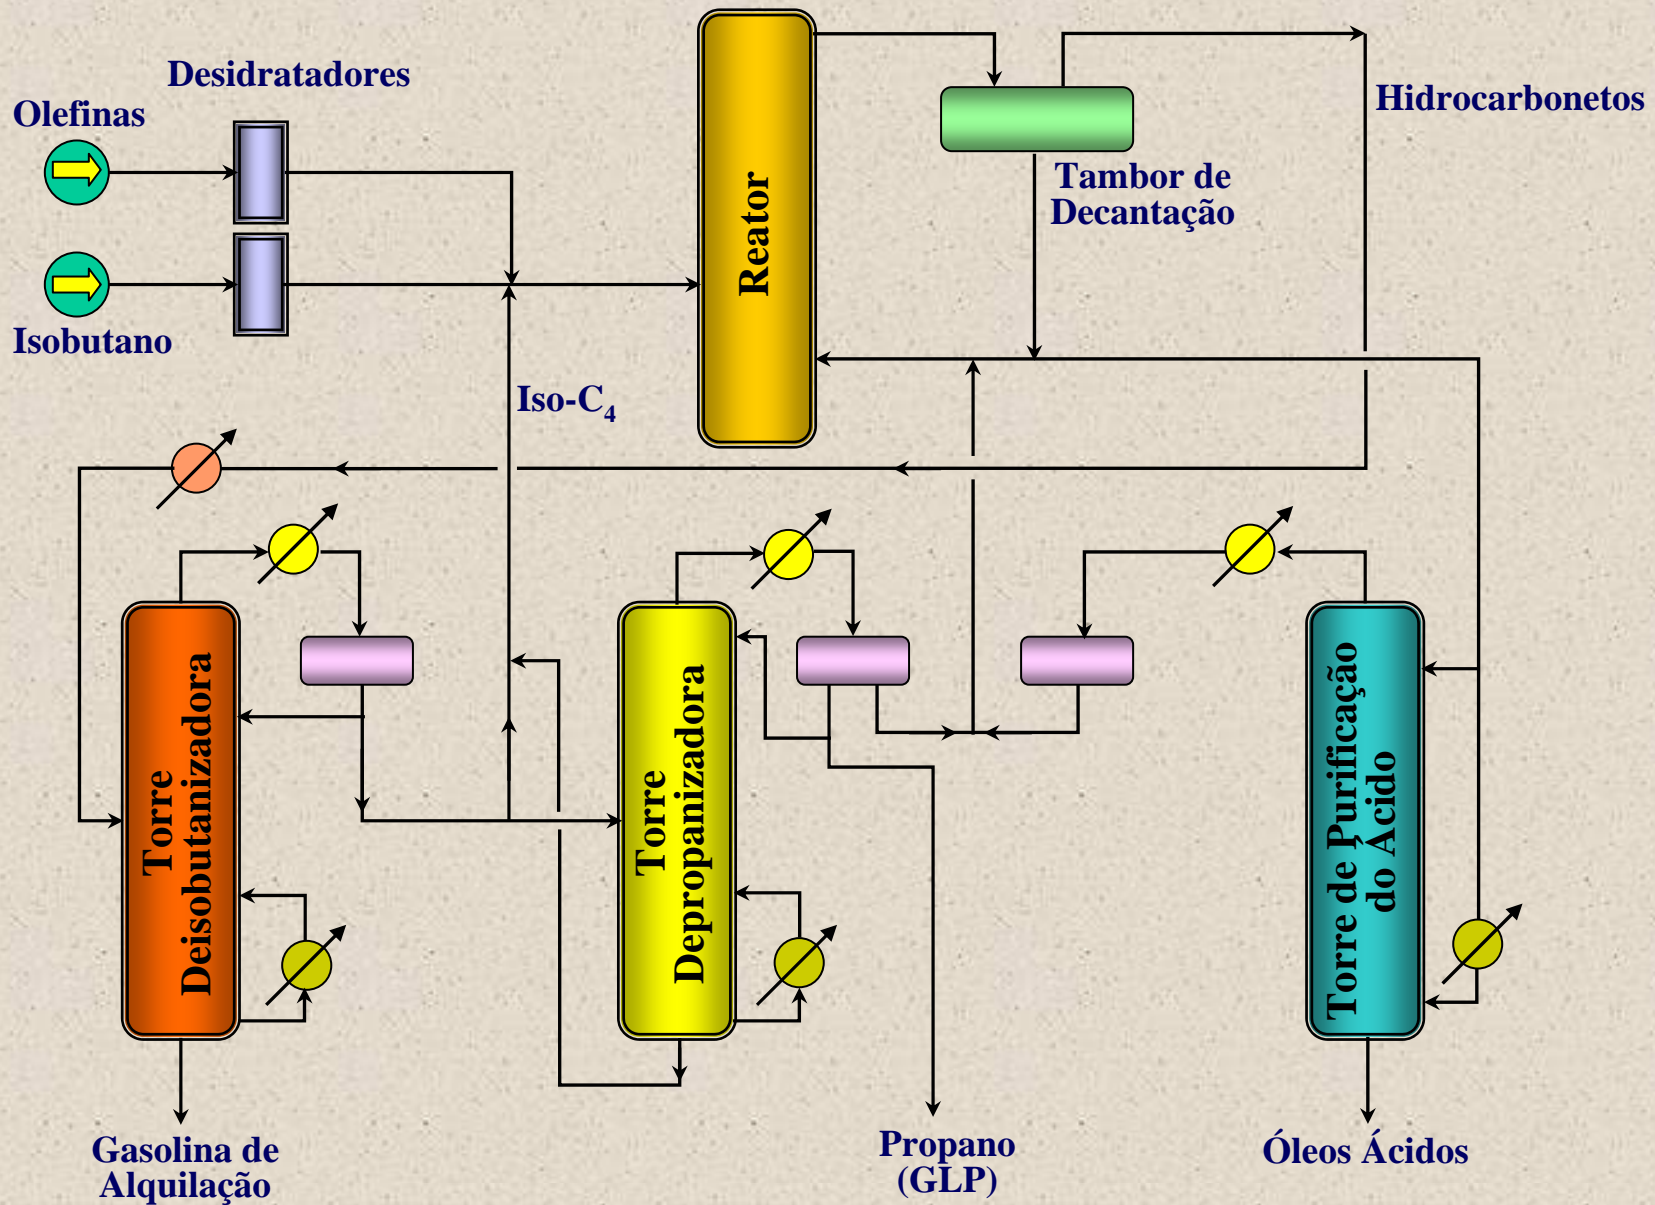 Desidratadores
Olefinas
Isobutano
Reator
Tambor de
Decantação
Hidrocarbonetos
Iso-C₄
Torre
Deisobutanizadora
Torre
Depropanizadora
Torre de Purificação
do Ácido
Gasolina de
Alquilação
Propano
(GLP)
Óleos Ácidos